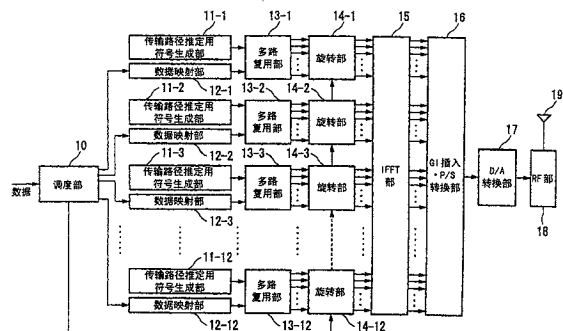 11-1
13-1
14-1
15
16
传输路径推定用
符号生成部
多路
复用部
旋转部
数据映射部
11-2
12-1
13-2
14-2
传输路径推定用
符号生成部
多路
复用部
旋转部
19
数据映射部
17
10
11-3
12-2
13-3
14-3
传输路径推定用
符号生成部
多路
复用部
旋转部
IFFT
部
GI插入
·P/S
转换部
D/A
转换部
RF部
数据
调度部
数据映射部
12-3
18
11-12
传输路径推定用
符号生成部
多路
复用部
旋转部
数据映射部
12-12
13-12
14-12